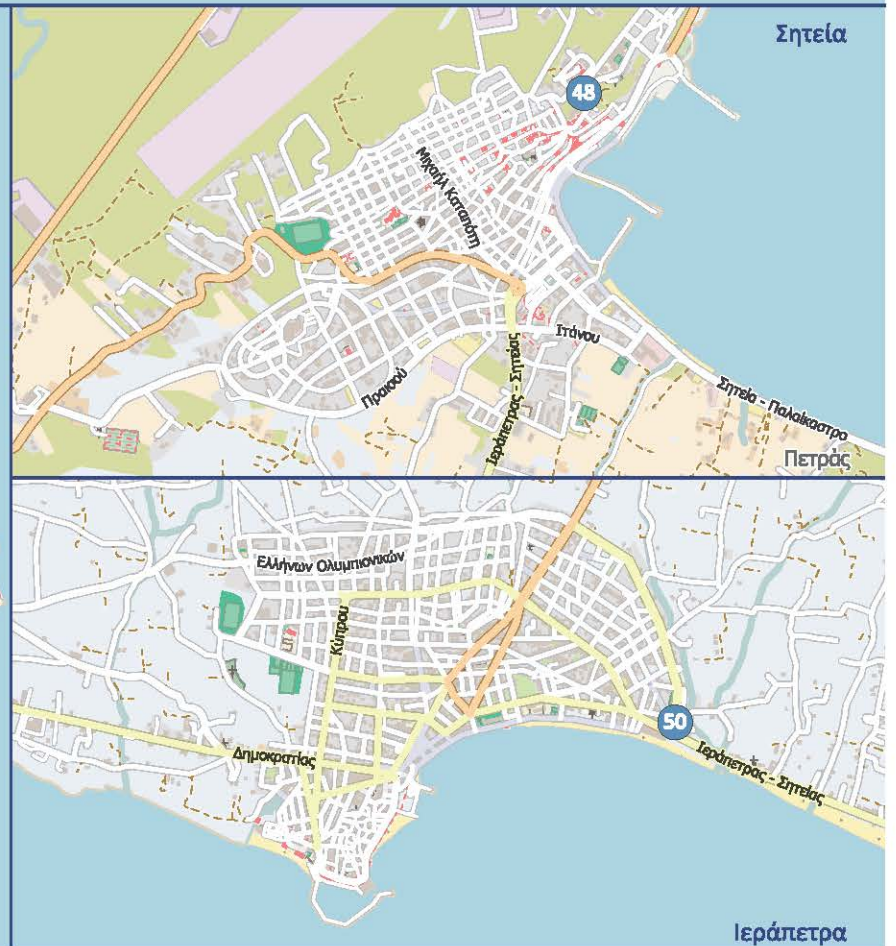 Σητεία
48
Μιχαήλ Καταπότη
Ιτάνου
Πραισού
Ιεράπετρας - Σητείας
Σητεία - Παλαίκαστρο
Πετράς
Ελλήνων Ολυμπιονικών
Κύπρου
50
Δημοκρατίας
Ιεράπετρας - Σητείας
Ιεράπετρα